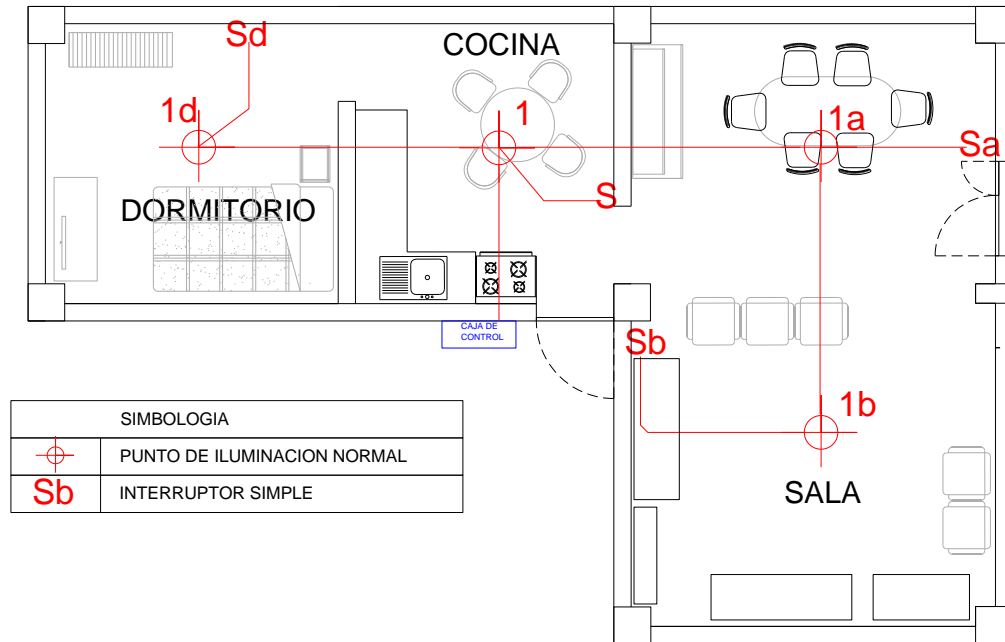 Sd
COCINA
1d
1
1a
Sa
DORMITORIO
S
CAJA DE
CONTROL
Sb
1b
SALA
SIMBOLOGIA
PUNTO DE ILUMINACION NORMAL
Sb INTERRUPTOR SIMPLE